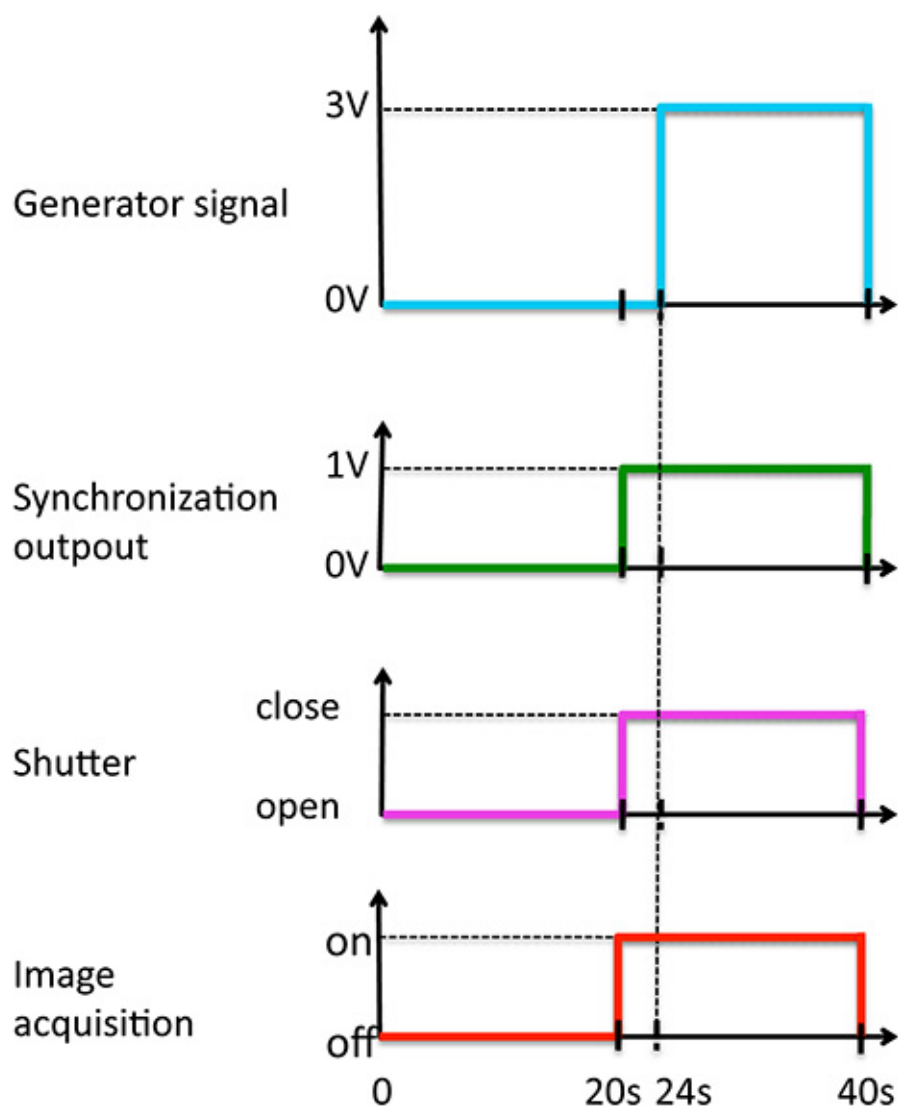 3V
Generator signal
0V
1V
Synchronization
outpout
0V
close
Shutter
open
on
Image
acquisition
off
0 20s 24s 40s